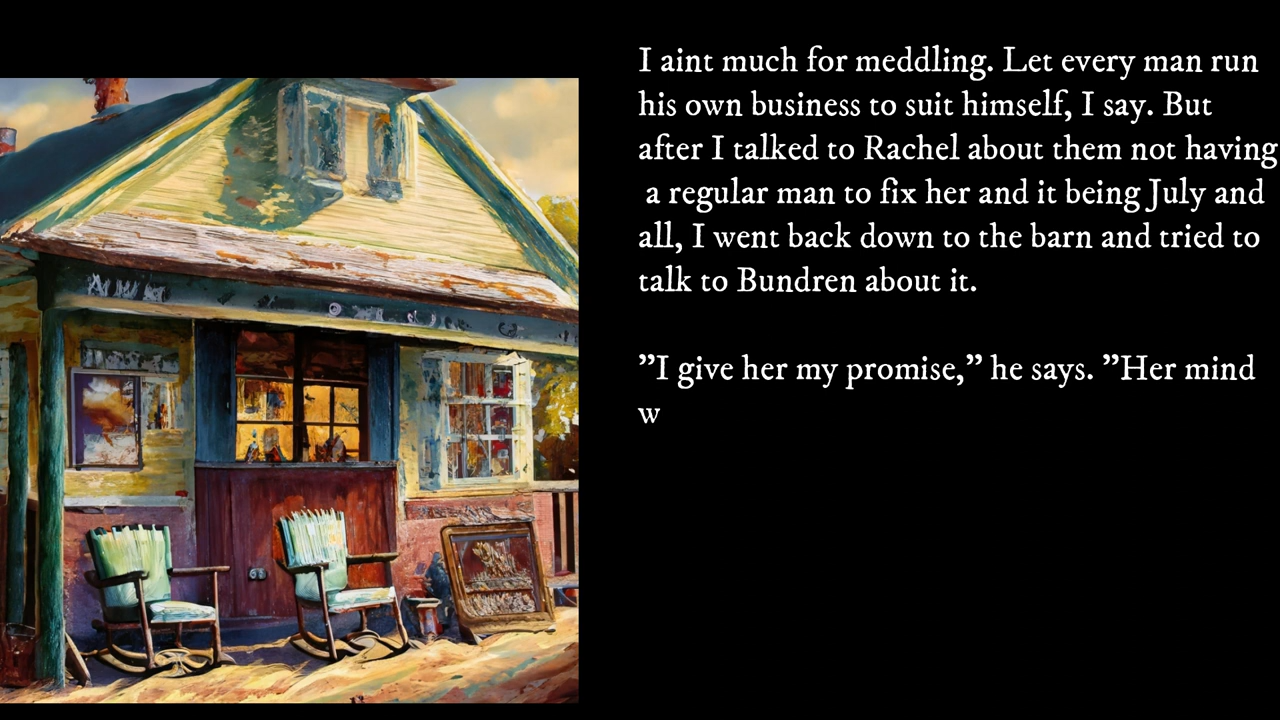 I aint much for meddling. Let every man run
his own business to suit himself, I say. But
after I talked to Rachel about them not having
a regular man to fix her and it being July and
all, I went back down to the barn and tried to
talk to Bundren about it.
”I give her my promise,” he says. ”Her mind
w